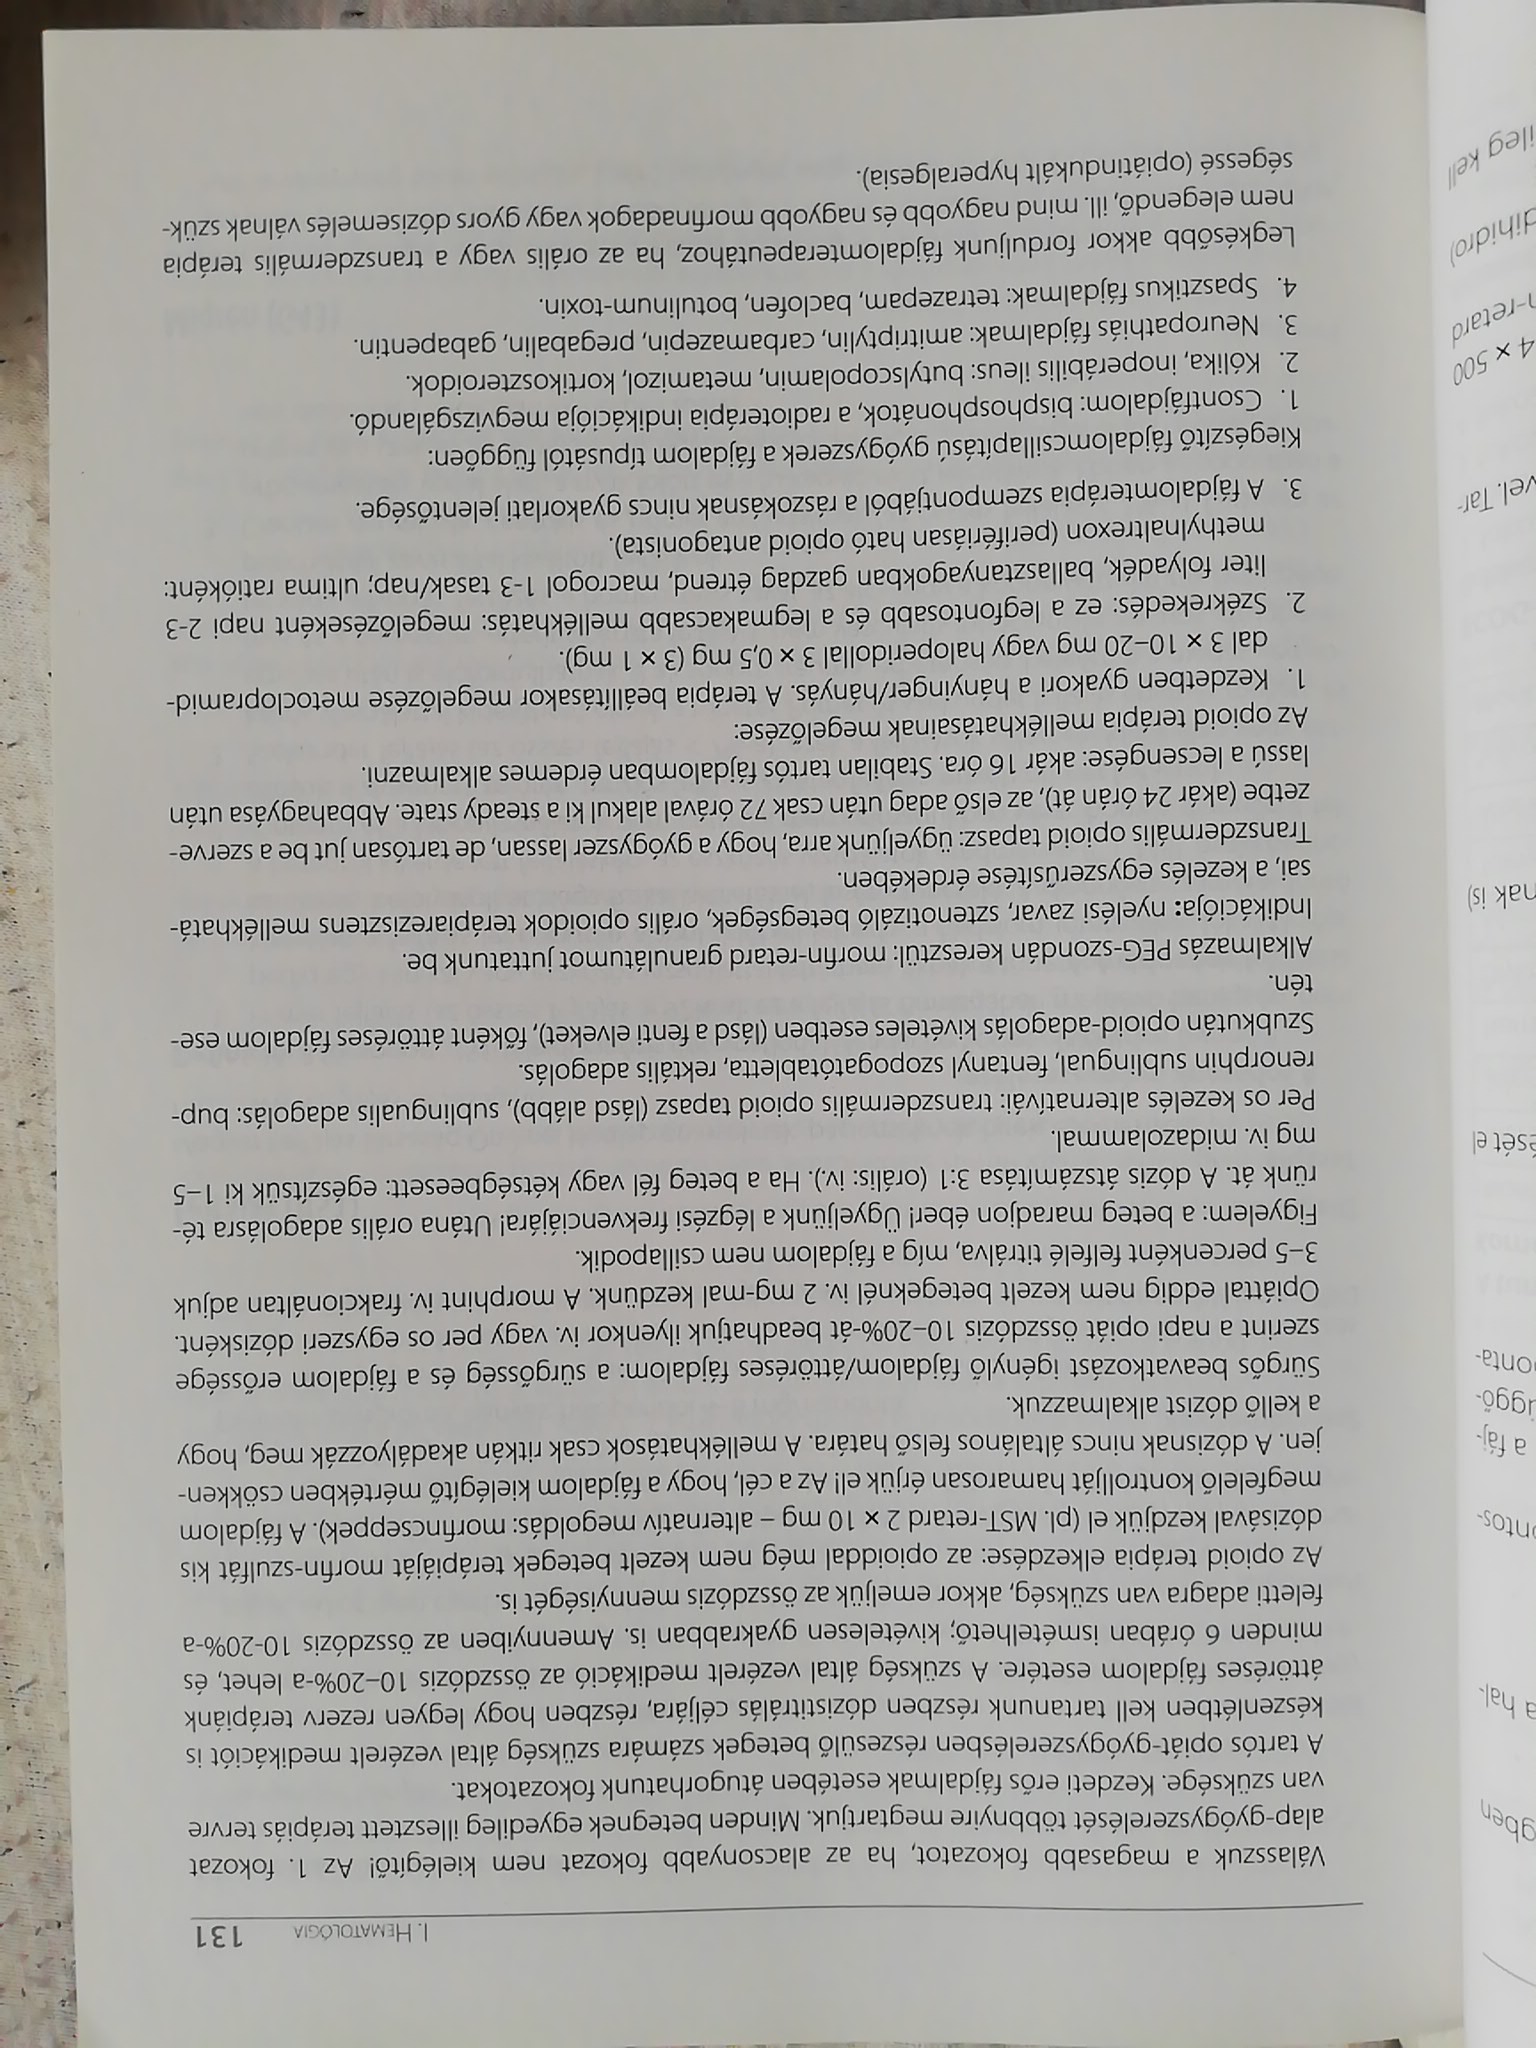 I. Hematológia 131
Válasszuk a magasabb fokozatot, ha az alacsonyabb fokozat nem kielégítő! Az 1. fokozat
alap-gyógyszerelését többnyire megtartjuk. Minden betegnek egyedileg illesztett terápiás tervre
van szüksége. Kezdeti erős fájdalmak esetében átugorhatunk fokozatokat.
A tartós opiát-gyógyszerelésben részesülő betegek számára szükség által vezérelt medikációt is
készenlétben kell tartanunk részben dózistitrálás céljára, részben hogy legyen rezerv terápiánk
áttöréses fájdalom esetére. A szükség által vezérelt medikáció az összdózis 10–20%-a lehet, és
minden 6 órában ismételhető; kivételesen gyakrabban is. Amennyiben az összdózis 10-20%-a
feletti adagra van szükség, akkor emeljük az összdózis mennyiségét is.
Az opioid terápia elkezdése: az opioiddal még nem kezelt betegek terápiáját morfin-szulfát kis
dózisával kezdjük el (pl. MST-retard 2 × 10 mg – alternatív megoldás: morfincseppek). A fájdalom
megfelelő kontrollját hamarosan érjük el! Az a cél, hogy a fájdalom kielégítő mértékben csökken-
jen. A dózisnak nincs általános felső határa. A mellékhatások csak ritkán akadályozzák meg, hogy
a kellő dózist alkalmazzuk.
Sürgős beavatkozást igénylő fájdalom/áttöréses fájdalom: a sürgősség és a fájdalom erőssége
szerint a napi opiát összdózis 10–20%-át beadhatjuk ilyenkor iv. vagy per os egyszeri dózisként.
Opiáttal eddig nem kezelt betegeknél iv. 2 mg-mal kezdünk. A morphint iv. frakcionáltan adjuk
3–5 percenként felfelé titrálva, míg a fájdalom nem csillapodik.
Figyelem: a beteg maradjon éber! Ügyeljünk a légzési frekvenciájára! Utána orális adagolásra té-
rünk át. A dózis átszámítása 3:1 (orális: iv.). Ha a beteg fél vagy kétségbeesett: egészítsük ki 1–5
mg iv. midazolammal.
Per os kezelés alternatívái: transzdermális opioid tapasz (lásd alább), sublingualis adagolás: bup-
renorphin sublingual, fentanyl szopogatótabletta, rektális adagolás.
Szubkután opioid-adagolás kivételes esetben (lásd a fenti elveket), főként áttöréses fájdalom ese-
tén.
Alkalmazás PEG-szondán keresztül: morfin-retard granulátumot juttatunk be.
Indikációja: nyelési zavar, sztenotizáló betegségek, orális opioidok terápiarezisztens mellékhatá-
sai, a kezelés egyszerűsítése érdekében.
Transzdermális opioid tapasz: ügyeljünk arra, hogy a gyógyszer lassan, de tartósan jut be a szerve-
zetbe (akár 24 órán át), az első adag után csak 72 órával alakul ki a steady state. Abbahagyása után
lassú a lecsengése: akár 16 óra. Stabilan tartós fájdalomban érdemes alkalmazni.
Az opioid terápia mellékhatásainak megelőzése:
1. Kezdetben gyakori a hányinger/hányás. A terápia beállításakor megelőzése metoclopramid-
dal 3 × 10–20 mg vagy haloperidollal 3 × 0,5 mg (3 × 1 mg).
2. Székrekedés: ez a legfontosabb és a legmakacsabb mellékhatás: megelőzéseként napi 2-3
liter folyadék, ballasztanyagokban gazdag étrend, macrogol 1-3 tasak/nap; ultima ratióként:
methylnaltrexon (perifériásan ható opioid antagonista).
3. A fájdalomterápia szempontjából a rászokásnak nincs gyakorlati jelentősége.
Kiegészítő fájdalomcsillapítású gyógyszerek a fájdalom típusától függően:
1. Csontfájdalom: bisphosphonátok, a radioterápia indikációja megvizsgálandó.
2. Kólika, inoperábilis ileus: butylscopolamin, metamizol, kortikoszteroidok.
3. Neuropathiás fájdalmak: amitriptylin, carbamazepin, pregabalin, gabapentin.
4. Spasztikus fájdalmak: tetrazepam, baclofen, botulinum-toxin.
Legkésőbb akkor forduljunk fájdalomterapeutához, ha az orális vagy a transzdermális terápia
nem elegendő, ill. mind nagyobb és nagyobb morfinadagok vagy gyors dózisemelés válnak szük-
ségessé (opiátindukált hyperalgesia).